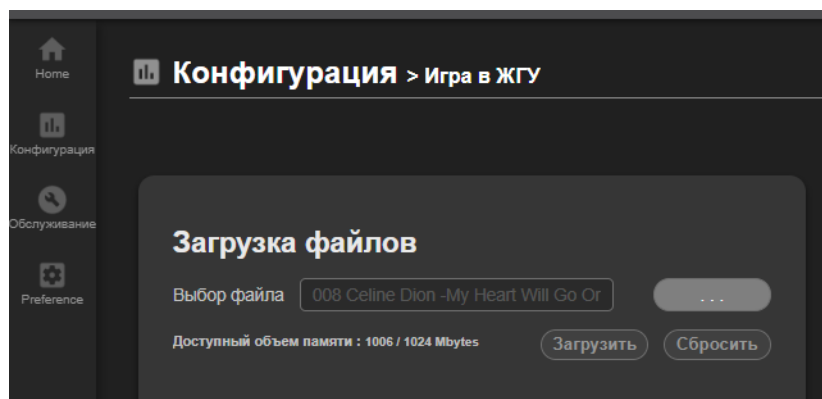 Home
Конфигурация > Игра в ЖГУ
Конфигурация
Обслуживание
Preference
Загрузка файлов
Выбор файла 008 Celine Dion -My Heart Will Go Or ...
Доступный объем памяти : 1006 / 1024 Mbytes Загрузить Сбросить